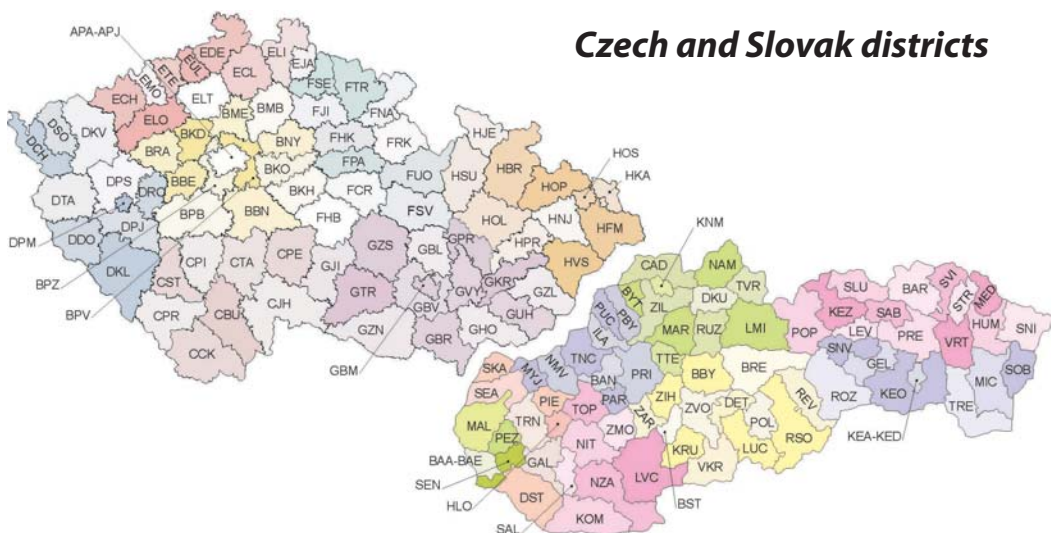 Czech and Slovak districts
APA-APJ
EDE
ELI
EJA
ETE
EUL
ECL
EMO
FSE
FTR
ECH
ELT
ELO
BME
BMB
FJI
FNA
DSO
DKV
DCH
BKD
BRA
BNY
FHK
FRK
HJE
HBR
HOS
HKA
DPS
DRO
BBE
BKO
FPA
FUO
HSU
HOP
DTA
BKH
FCR
DPM
DPJ
BPB
BBN
FHB
FSV
HOL
HNJ
HFM
DDO
BPZ
DKL
CPI
CTA
CPE
GJI
GZS
GBL
GPR
HPR
HVS
CST
BPV
GTR
GBV
GVY
GKR
GZL
CPR
CBU
CJH
GZN
GBR
GHO
GUH
CCK
GBM
KNM
CAD
NAM
BYT
ZIL
DKU
TVR
PUC
PBY
ILA
MAR
RUZ
LMI
POP
SLU
BAR
SVI
STR
MED
KEZ
SAB
HUM
SNI
LEV
PRE
VRT
SNV
GEL
SOB
SKA
MYJ
NMV
TNC
BAN
PRI
TTE
BBY
BRE
ROZ
KEO
MIC
TRE
KEA-KED
SEA
PIE
TOP
PAR
ZAR
ZIH
ZVO
DET
REV
MAL
TRN
ZMO
POL
PEZ
NIT
KRU
LUC
RSO
BAA-BAE
GAL
VKR
SEN
DST
NZA
LVC
HLO
BST
SAL
KOM